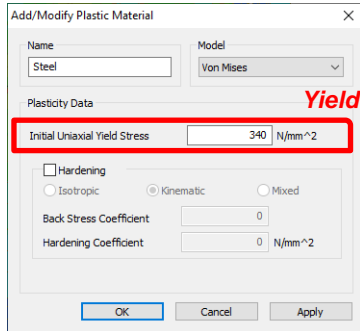 Add/Modify Plastic Material
Name
Model
Steel
Von Mises
Plasticity Data
Yield
Initial Uniaxial Yield Stress 340 N/mm^2
Hardening
Isotropic Kinematic Mixed
Back Stress Coefficient 0
Hardening Coefficient 0 N/mm^2
OK Cancel Apply